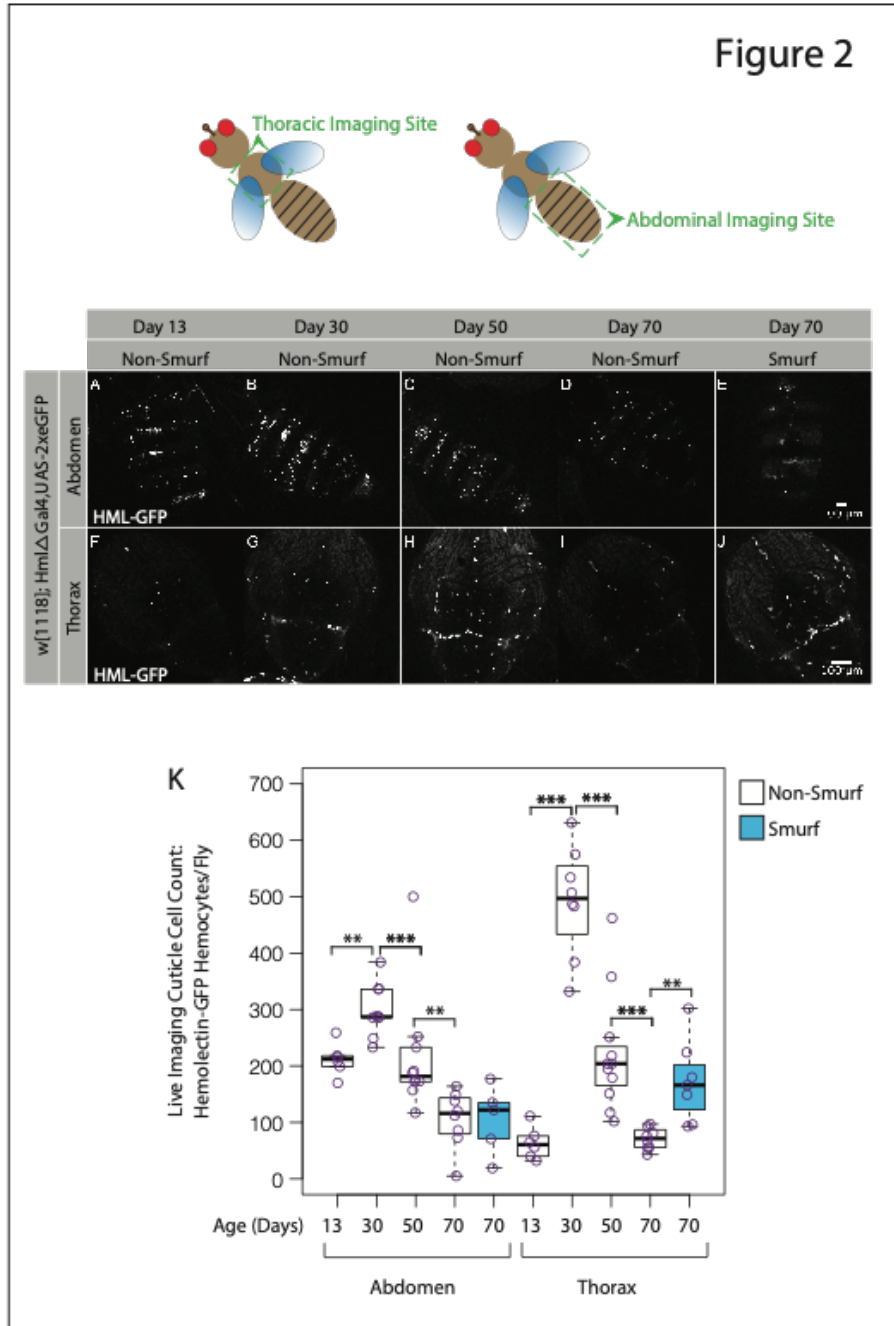 Figure 2
Thoracic Imaging Site
Abdominal Imaging Site
Day 13 Day 30 Day 50 Day 70 Day 70
Non-Smurf Non-Smurf Non-Smurf Non-Smurf Smurf
w[1118]; HmlΔGal4,UAS-2xeGFP
Abdomen
A B C D E
HML-GFP
Thorax
F G H I J
HML-GFP
100 µm
K
Non-Smurf
Smurf
Live Imaging Cuticle Cell Count:
Hemolectin-GFP Hemocytes/Fly
700
600
500
400
300
200
100
0
** *** ** *** *** *** **
Age (Days) 13 30 50 70 70 13 30 50 70 70
Abdomen Thorax